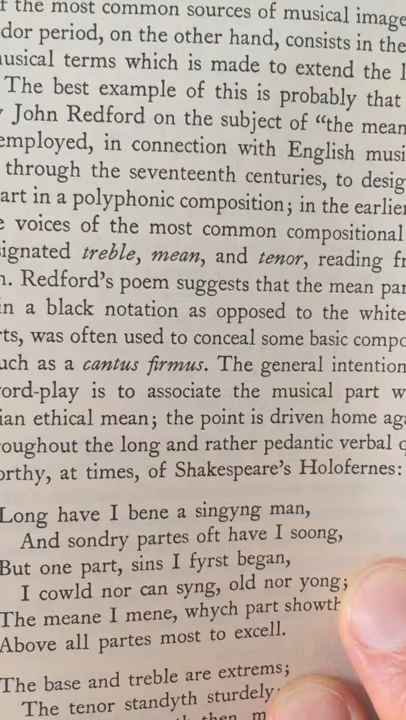 f the most common sources of musical image
dor period, on the other hand, consists in the
usical terms which is made to extend the l
The best example of this is probably that
y John Redford on the subject of “the mean
employed, in connection with English musi
through the seventeenth centuries, to desig
art in a polyphonic composition; in the earlier
e voices of the most common compositional
signated treble, mean, and tenor, reading fr
n. Redford’s poem suggests that the mean par
in a black notation as opposed to the white
rts, was often used to conceal some basic compo
uch as a cantus firmus. The general intention
ord-play is to associate the musical part w
ian ethical mean; the point is driven home aga
roughout the long and rather pedantic verbal q
orthy, at times, of Shakespeare’s Holofernes:
Long have I bene a singyng man,
And sondry partes oft have I soong,
But one part, sins I fyrst began,
I cowld nor can syng, old nor yong;
The meane I mene, whych part showth
Above all partes most to excell.
The base and treble are extrems;
The tenor standyth sturdely;
then m